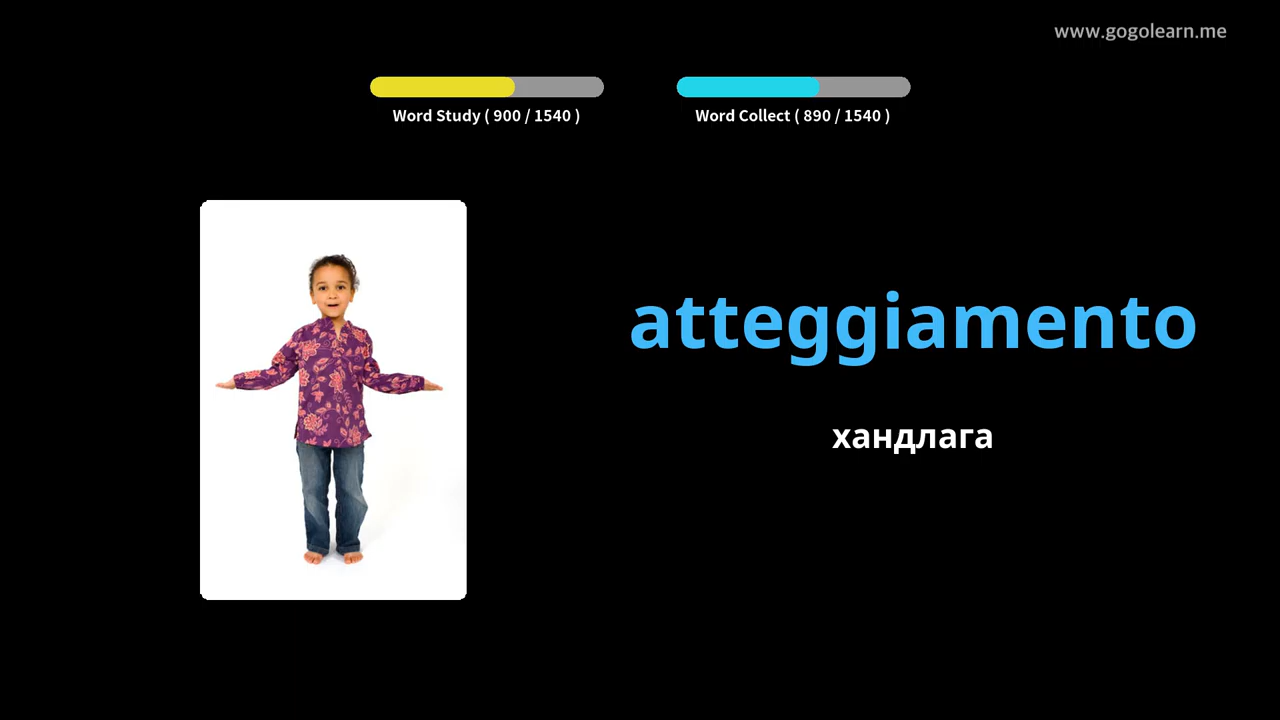 www.gogolearn.me
Word Study ( 900 / 1540 )
Word Collect ( 890 / 1540 )
atteggiamento
хандлага